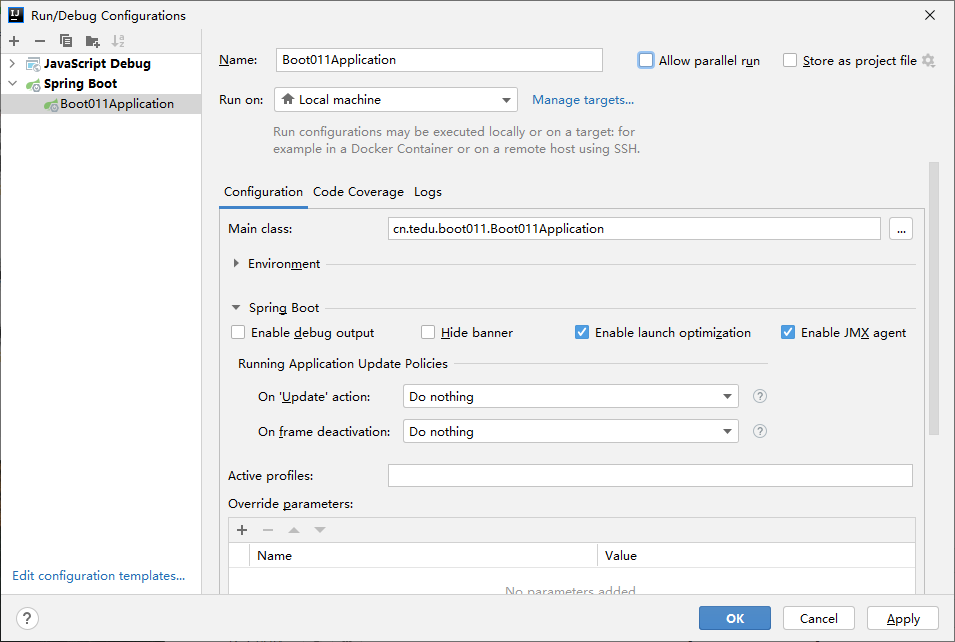 Run/Debug Configurations
JavaScript Debug
Spring Boot
Boot011Application
Edit configuration templates...
Name: Boot011Application Allow parallel run Store as project file
Run on: Local machine Manage targets...
Run configurations may be executed locally or on a target: for
example in a Docker Container or on a remote host using SSH.
Configuration Code Coverage Logs
Main class: cn.tedu.boot011.Boot011Application ...
Environment
Spring Boot
Enable debug output Hide banner Enable launch optimization Enable JMX agent
Running Application Update Policies
On 'Update' action: Do nothing ?
On frame deactivation: Do nothing ?
Active profiles:
Override parameters:
Name Value
No parameters added
? OK Cancel Apply